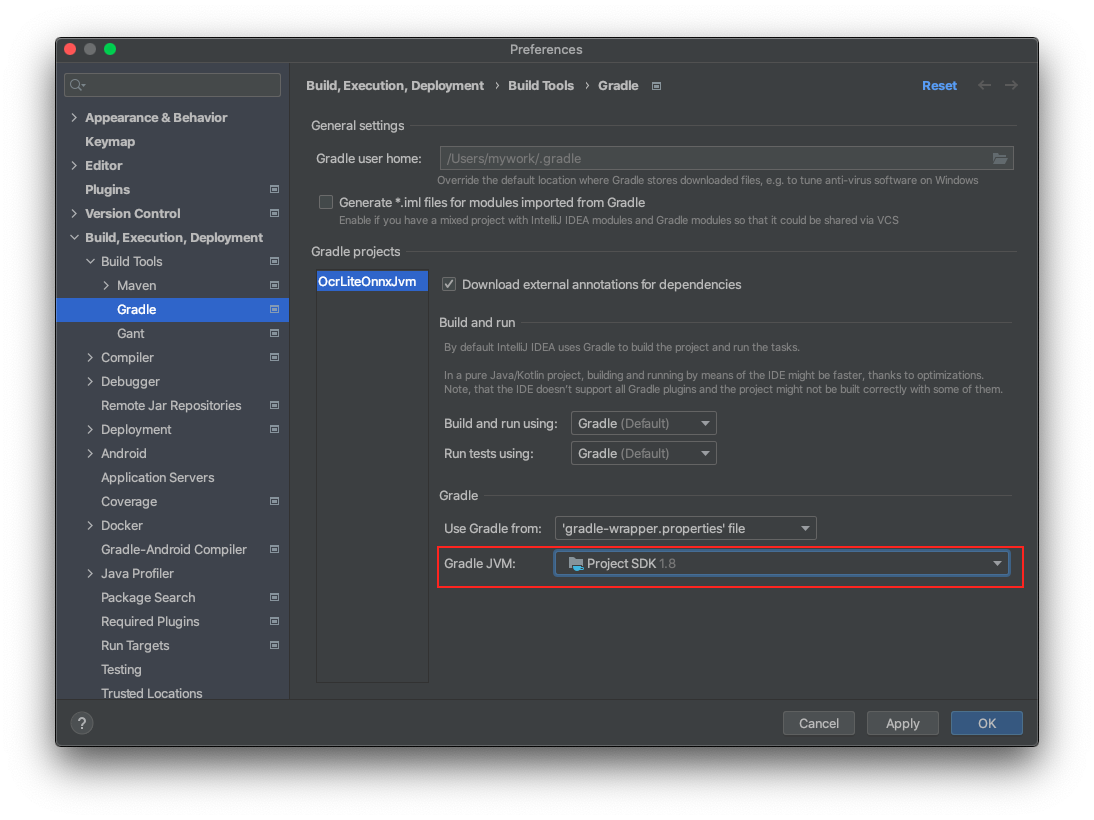 Preferences
Appearance & Behavior
Keymap
Editor
Plugins
Version Control
Build, Execution, Deployment
Build Tools
Maven
Gradle
Gant
Compiler
Debugger
Remote Jar Repositories
Deployment
Android
Application Servers
Coverage
Docker
Gradle-Android Compiler
Java Profiler
Package Search
Required Plugins
Run Targets
Testing
Trusted Locations
Build, Execution, Deployment › Build Tools › Gradle
Reset
General settings
Gradle user home: /Users/mywork/.gradle
Override the default location where Gradle stores downloaded files, e.g. to tune anti-virus software on Windows
Generate *.iml files for modules imported from Gradle
Enable if you have a mixed project with IntelliJ IDEA modules and Gradle modules so that it could be shared via VCS
Gradle projects
OcrLiteOnnxJvm
Download external annotations for dependencies
Build and run
By default IntelliJ IDEA uses Gradle to build the project and run the tasks.
In a pure Java/Kotlin project, building and running by means of the IDE might be faster, thanks to optimizations.
Note, that the IDE doesn't support all Gradle plugins and the project might not be built correctly with some of them.
Build and run using: Gradle (Default)
Run tests using: Gradle (Default)
Gradle
Use Gradle from: 'gradle-wrapper.properties' file
Gradle JVM: Project SDK 1.8
?
Cancel
Apply
OK